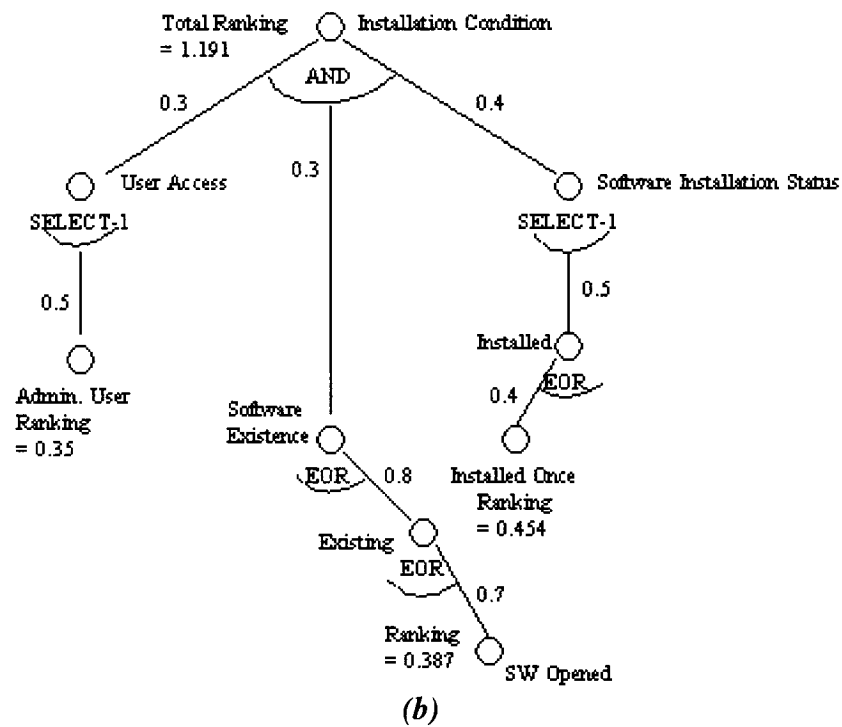 Total Ranking
= 1.191
Installation Condition
AND
0.3
0.4
0.3
User Access
Software Installation Status
SELECT-1
SELECT-1
0.5
0.5
Installed
EOR
0.4
Admin. User
Ranking
= 0.35
Software
Existence
EOR
0.8
Installed Once
Ranking
= 0.454
Existing
EOR
0.7
Ranking
= 0.387
SW Opened
(b)